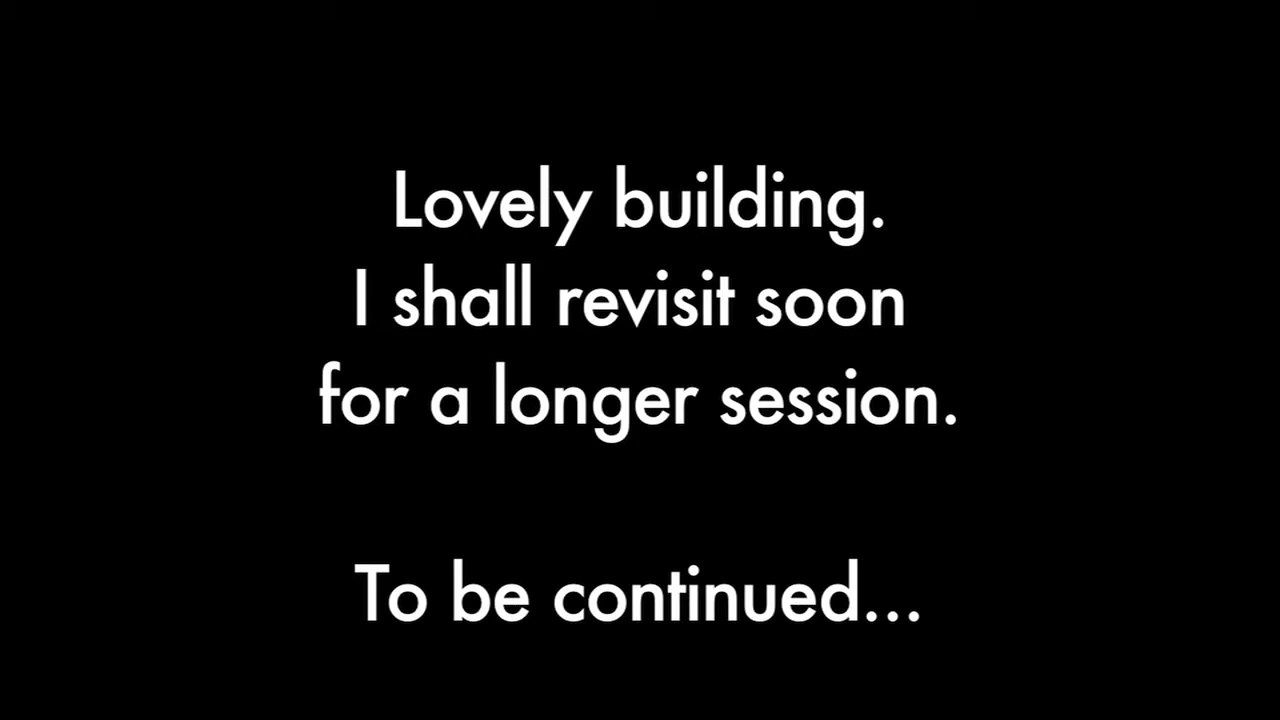 Lovely building.
I shall revisit soon
for a longer session.
To be continued...